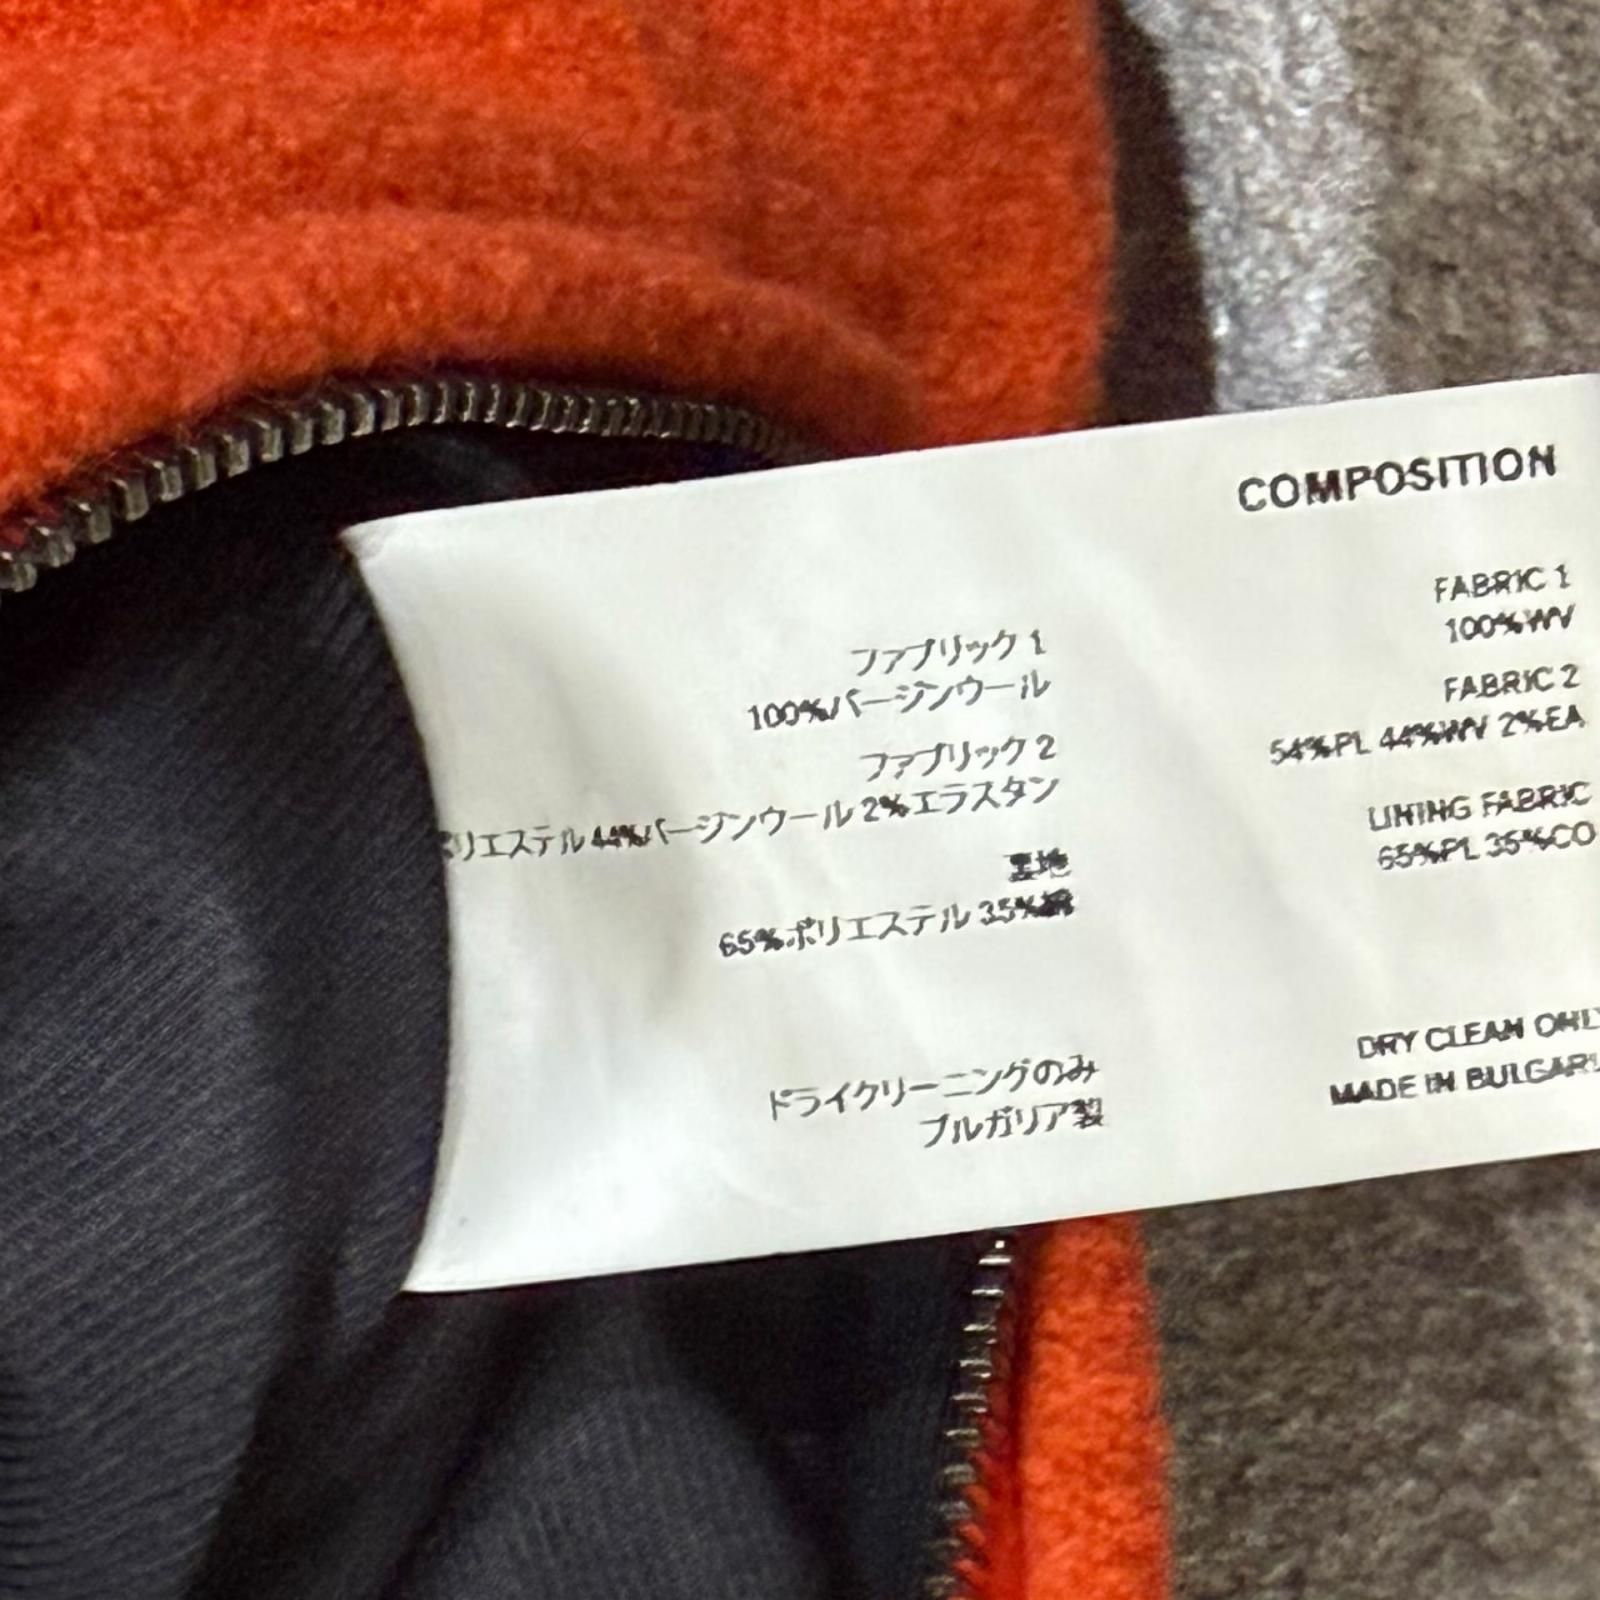 COMPOSITION
FABRIC 1
100%WV
FABRIC 2
54%PL 44%WV 2%EA
LINING FABRIC
65%PL 35%CO
DRY CLEAN ONLY
MADE IN BULGARI
ファブリック 1
100%バージンウール
ファブリック 2
リエステル 44%バージンウール 2%エラスタン
裏地
65%ポリエステル 35%綿
ドライクリーニングのみ
ブルガリア製